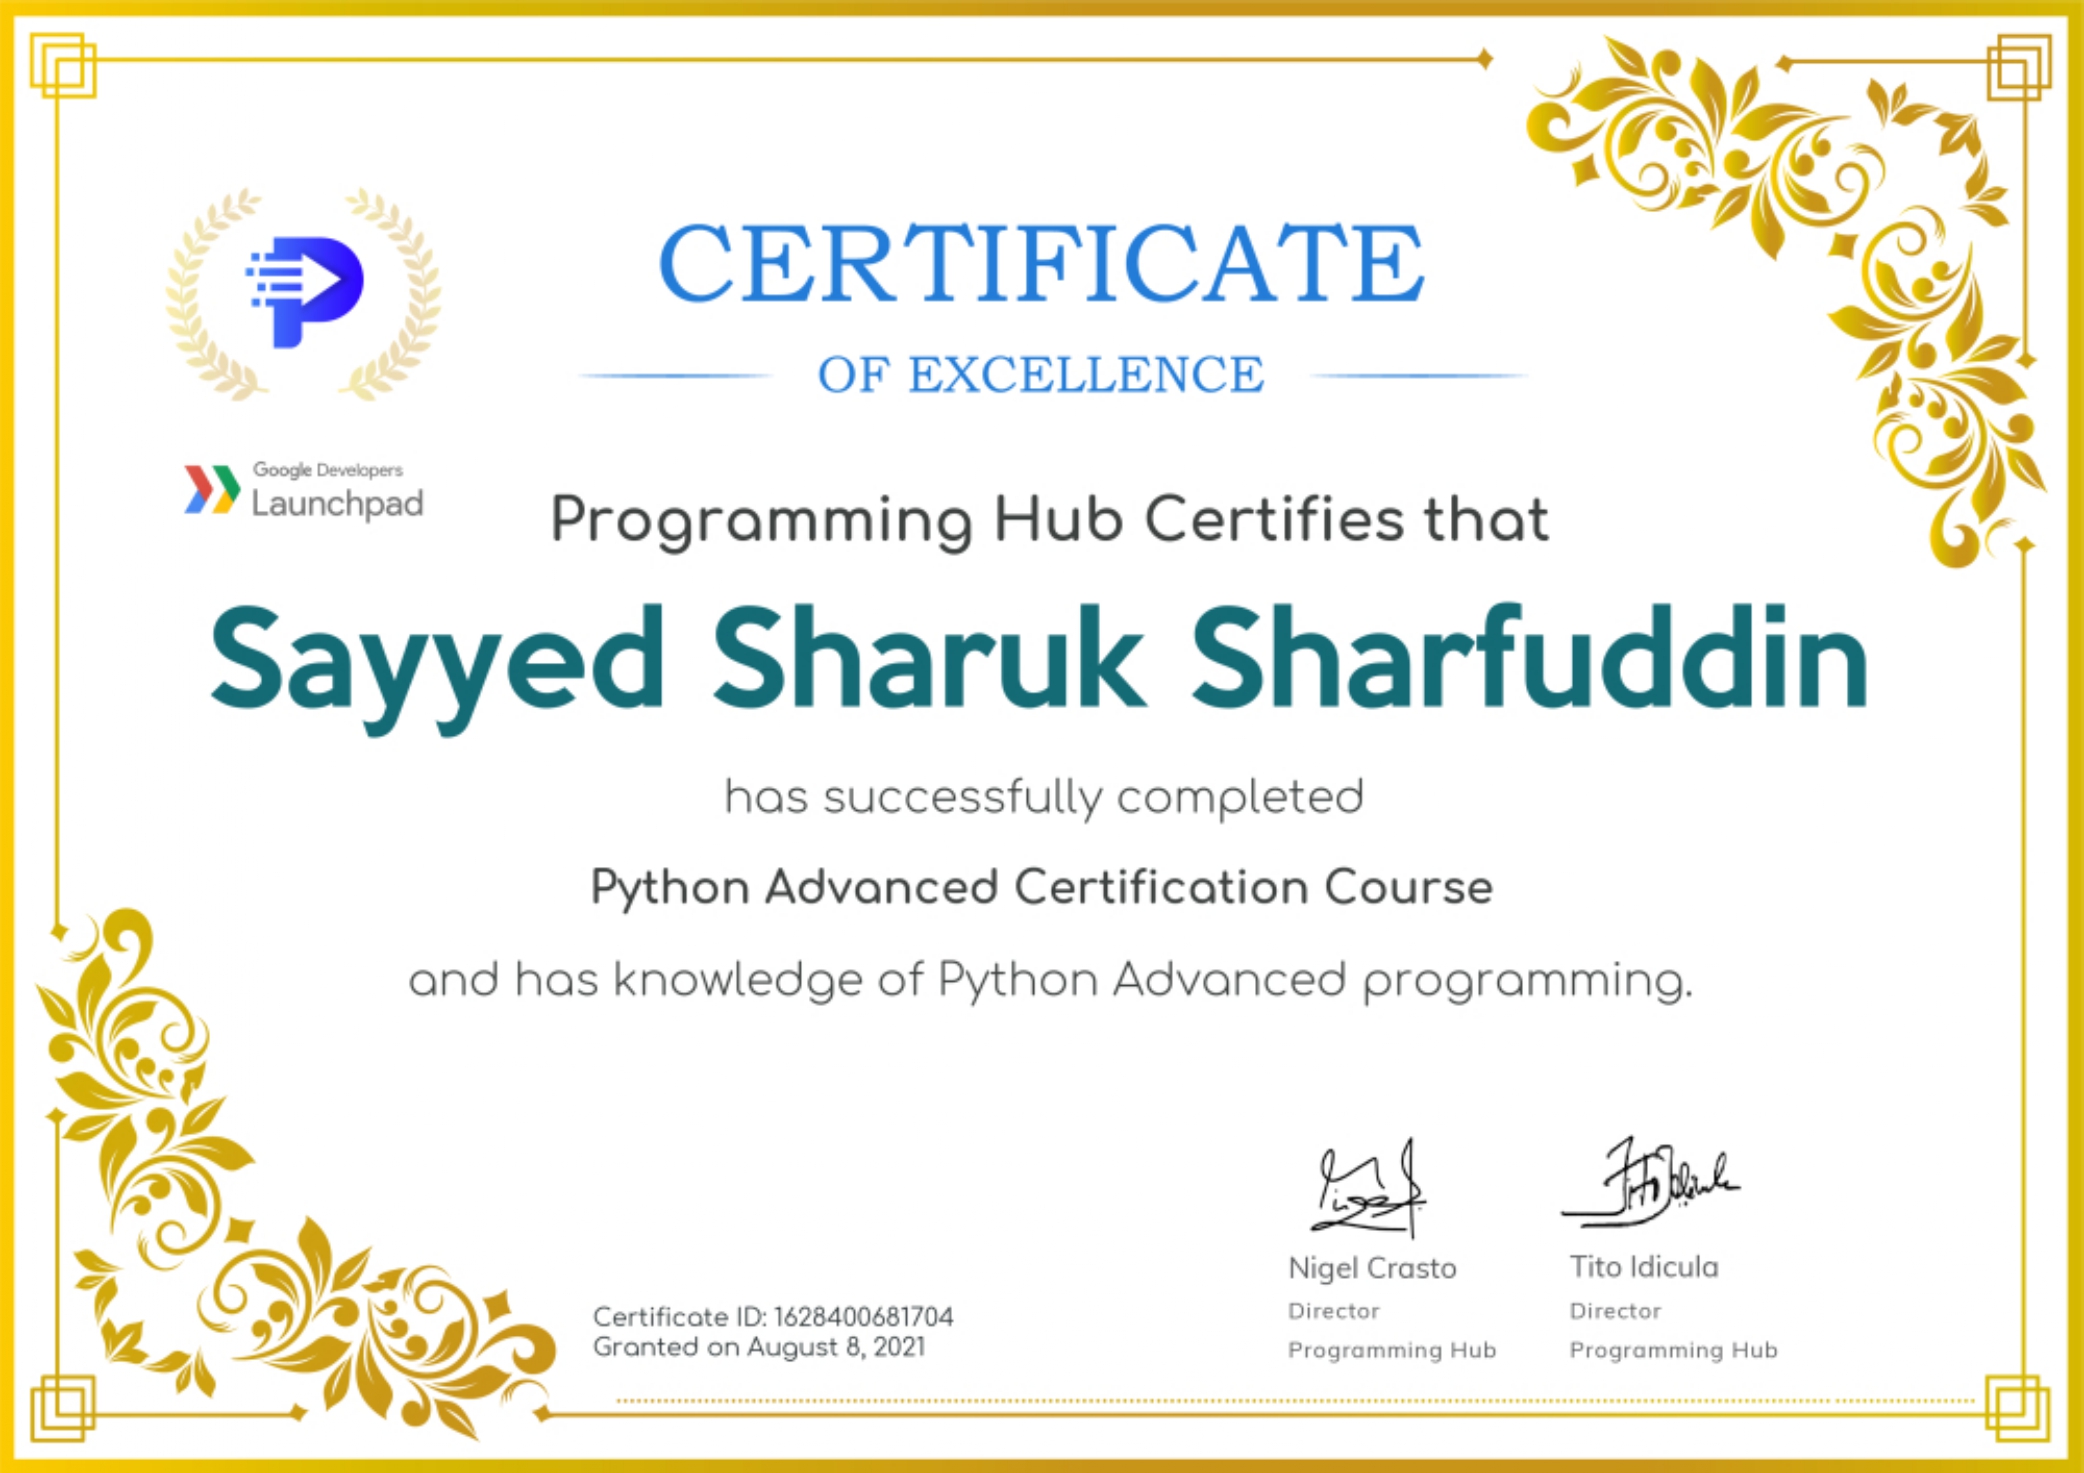 CERTIFICATE
OF EXCELLENCE
Google Developers
Launchpad
Programming Hub Certifies that
Sayyed Sharuk Sharfuddin
has successfully completed
Python Advanced Certification Course
and has knowledge of Python Advanced programming.
Nigel Crasto
Director
Programming Hub
Tito Idicula
Director
Programming Hub
Certificate ID: 1628400681704
Granted on August 8, 2021